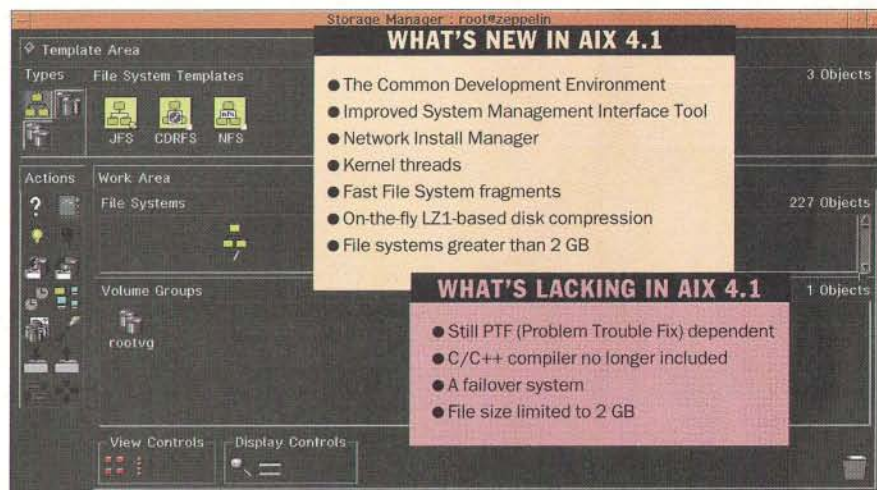 Storage Manager : root@zeppelin
Template Area
Types
File System Templates
3 Objects
JFS
CDRFS
NFS
WHAT'S NEW IN AIX 4.1
● The Common Development Environment
● Improved System Management Interface Tool
● Network Install Manager
● Kernel threads
● Fast File System fragments
● On-the-fly LZ1-based disk compression
● File systems greater than 2 GB
Actions
Work Area
File Systems
227 Objects
/
Volume Groups
1 Objects
rootvg
WHAT'S LACKING IN AIX 4.1
● Still PTF (Problem Trouble Fix) dependent
● C/C++ compiler no longer included
● A failover system
● File size limited to 2 GB
View Controls
Display Controls